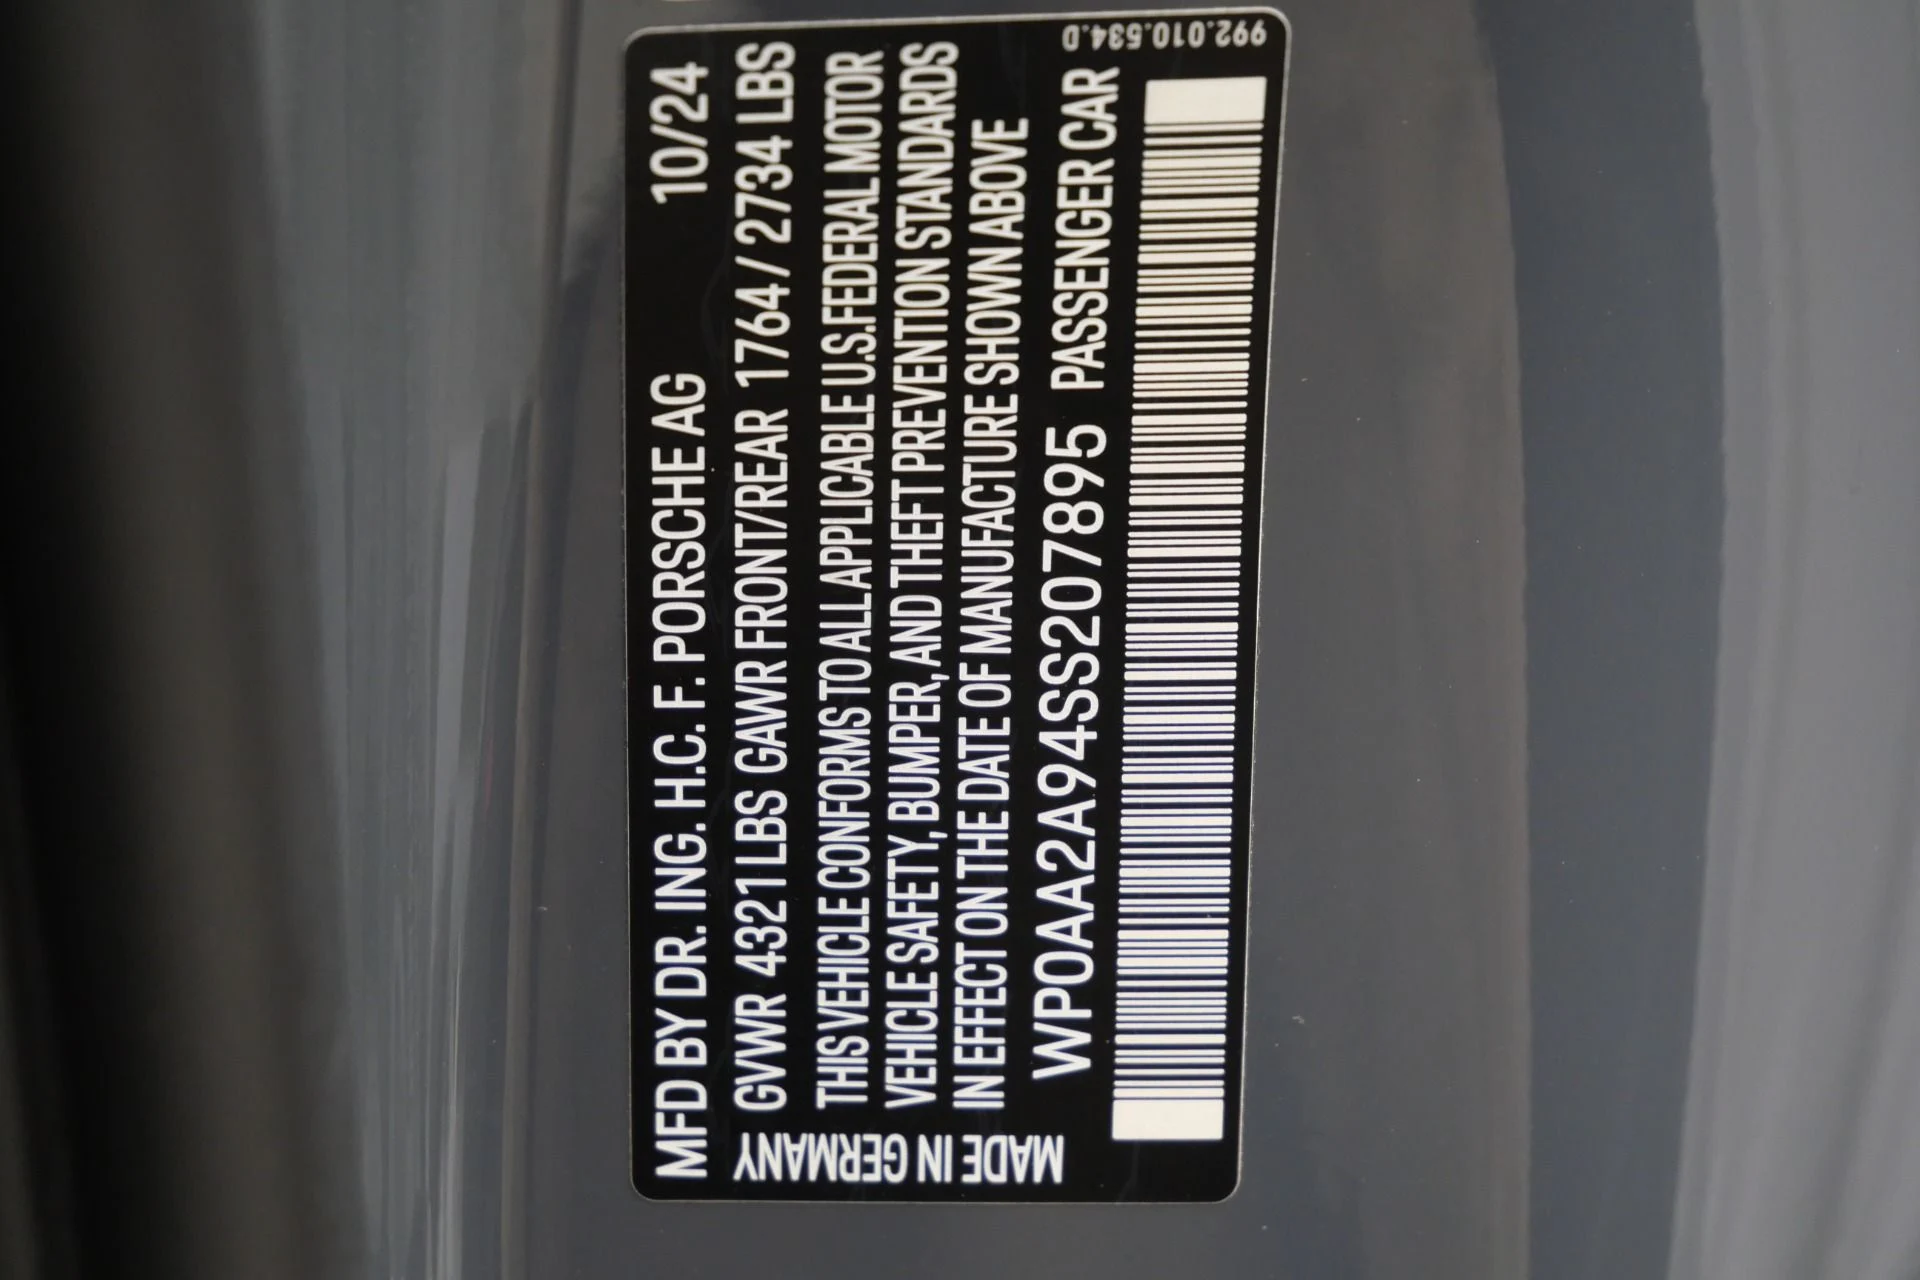 MFD BY DR. ING. H.C. F. PORSCHE AG 10/24
GVWR 4321 LBS GAWR FRONT/REAR 1764 / 2734 LBS
THIS VEHICLE CONFORMS TO ALL APPLICABLE U.S.FEDERAL MOTOR
VEHICLE SAFETY, BUMPER, AND THEFT PREVENTION STANDARDS
IN EFFECT ON THE DATE OF MANUFACTURE SHOWN ABOVE
WP0AA2A94SS207895 PASSENGER CAR
MADE IN GERMANY
992.010.534.D